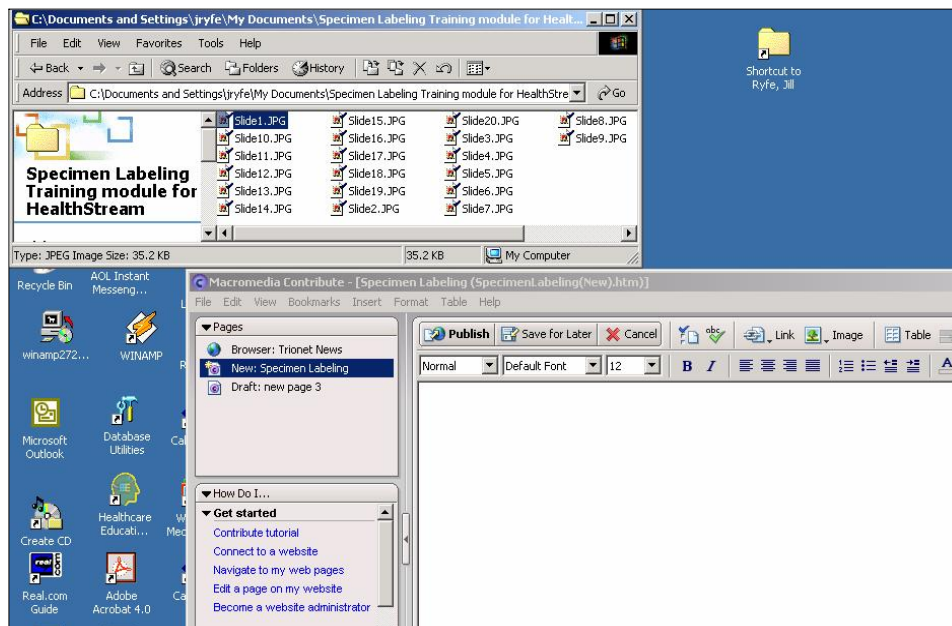 C:\Documents and Settings\jryfe\My Documents\Specimen Labeling Training module for Healt...
File Edit View Favorites Tools Help
Back Search Folders History
Address C:\Documents and Settings\jryfe\My Documents\Specimen Labeling Training module for HealthStre Go
Specimen Labeling
Training module for
HealthStream
Slide1.JPG Slide15.JPG Slide20.JPG Slide8.JPG
Slide10.JPG Slide16.JPG Slide3.JPG Slide9.JPG
Slide11.JPG Slide17.JPG Slide4.JPG
Slide12.JPG Slide18.JPG Slide5.JPG
Slide13.JPG Slide19.JPG Slide6.JPG
Slide14.JPG Slide2.JPG Slide7.JPG
Type: JPEG Image Size: 35.2 KB 35.2 KB My Computer
Shortcut to
Ryfe, Jill
Recycle Bin
AOL Instant
Messeng...
winamp272...
WINAMP
Microsoft
Outlook
Database
Utilities
Cal
Healthcare
Educati...
W
Med
Create CD
Real.com
Guide
Adobe
Acrobat 4.0
Ca
Macromedia Contribute - [Specimen Labeling (SpecimenLabeling(New).htm)]
File Edit View Bookmarks Insert Format Table Help
Pages
Browser: Trionet News
New: Specimen Labeling
Draft: new page 3
How Do I...
Get started
Contribute tutorial
Connect to a website
Navigate to my web pages
Edit a page on my website
Become a website administrator
Publish Save for Later Cancel abc Link Image Table
Normal Default Font 12 B I A